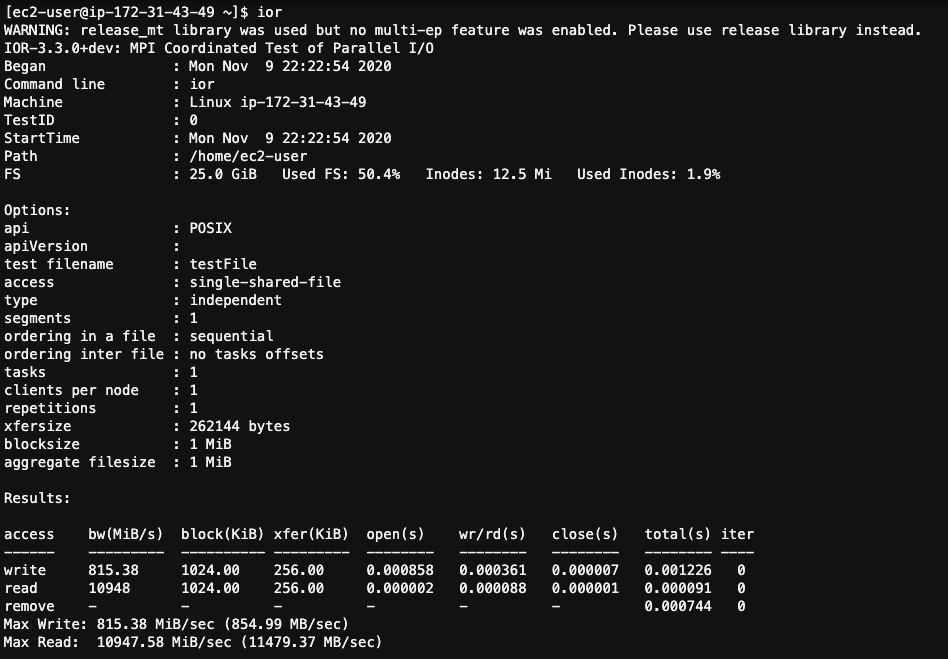 [ec2-user@ip-172-31-43-49 ~]$ ior
WARNING: release_mt library was used but no multi-ep feature was enabled. Please use release library instead.
IOR-3.3.0+dev: MPI Coordinated Test of Parallel I/O
Began               : Mon Nov  9 22:22:54 2020
Command line        : ior
Machine             : Linux ip-172-31-43-49
TestID              : 0
StartTime           : Mon Nov  9 22:22:54 2020
Path                : /home/ec2-user
FS                  : 25.0 GiB   Used FS: 50.4%   Inodes: 12.5 Mi   Used Inodes: 1.9%

Options:
api                 : POSIX
apiVersion          :
test filename       : testFile
access              : single-shared-file
type                : independent
segments            : 1
ordering in a file  : sequential
ordering inter file : no tasks offsets
tasks               : 1
clients per node    : 1
repetitions         : 1
xfersize            : 262144 bytes
blocksize           : 1 MiB
aggregate filesize  : 1 MiB

Results:

access    bw(MiB/s)  block(KiB) xfer(KiB)  open(s)    wr/rd(s)   close(s)   total(s) iter
------    ---------  ---------- ---------  --------   --------   --------   -------- ----
write     815.38     1024.00    256.00     0.000858   0.000361   0.000007   0.001226   0
read      10948      1024.00    256.00     0.000002   0.000088   0.000001   0.000091   0
remove    -          -          -          -          -          -          0.000744   0
Max Write: 815.38 MiB/sec (854.99 MB/sec)
Max Read:  10947.58 MiB/sec (11479.37 MB/sec)